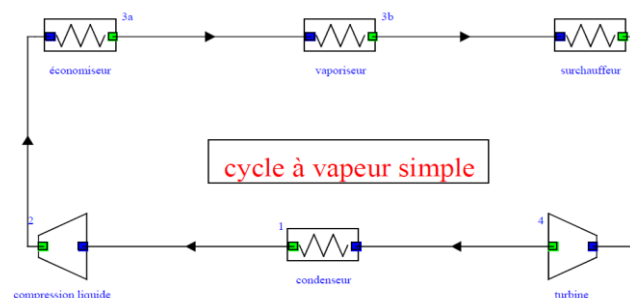 3a
3b
économiseur
vaporiseur
surchauffeur
cycle à vapeur simple
2
1
4
compression liquide
condenseur
turbine